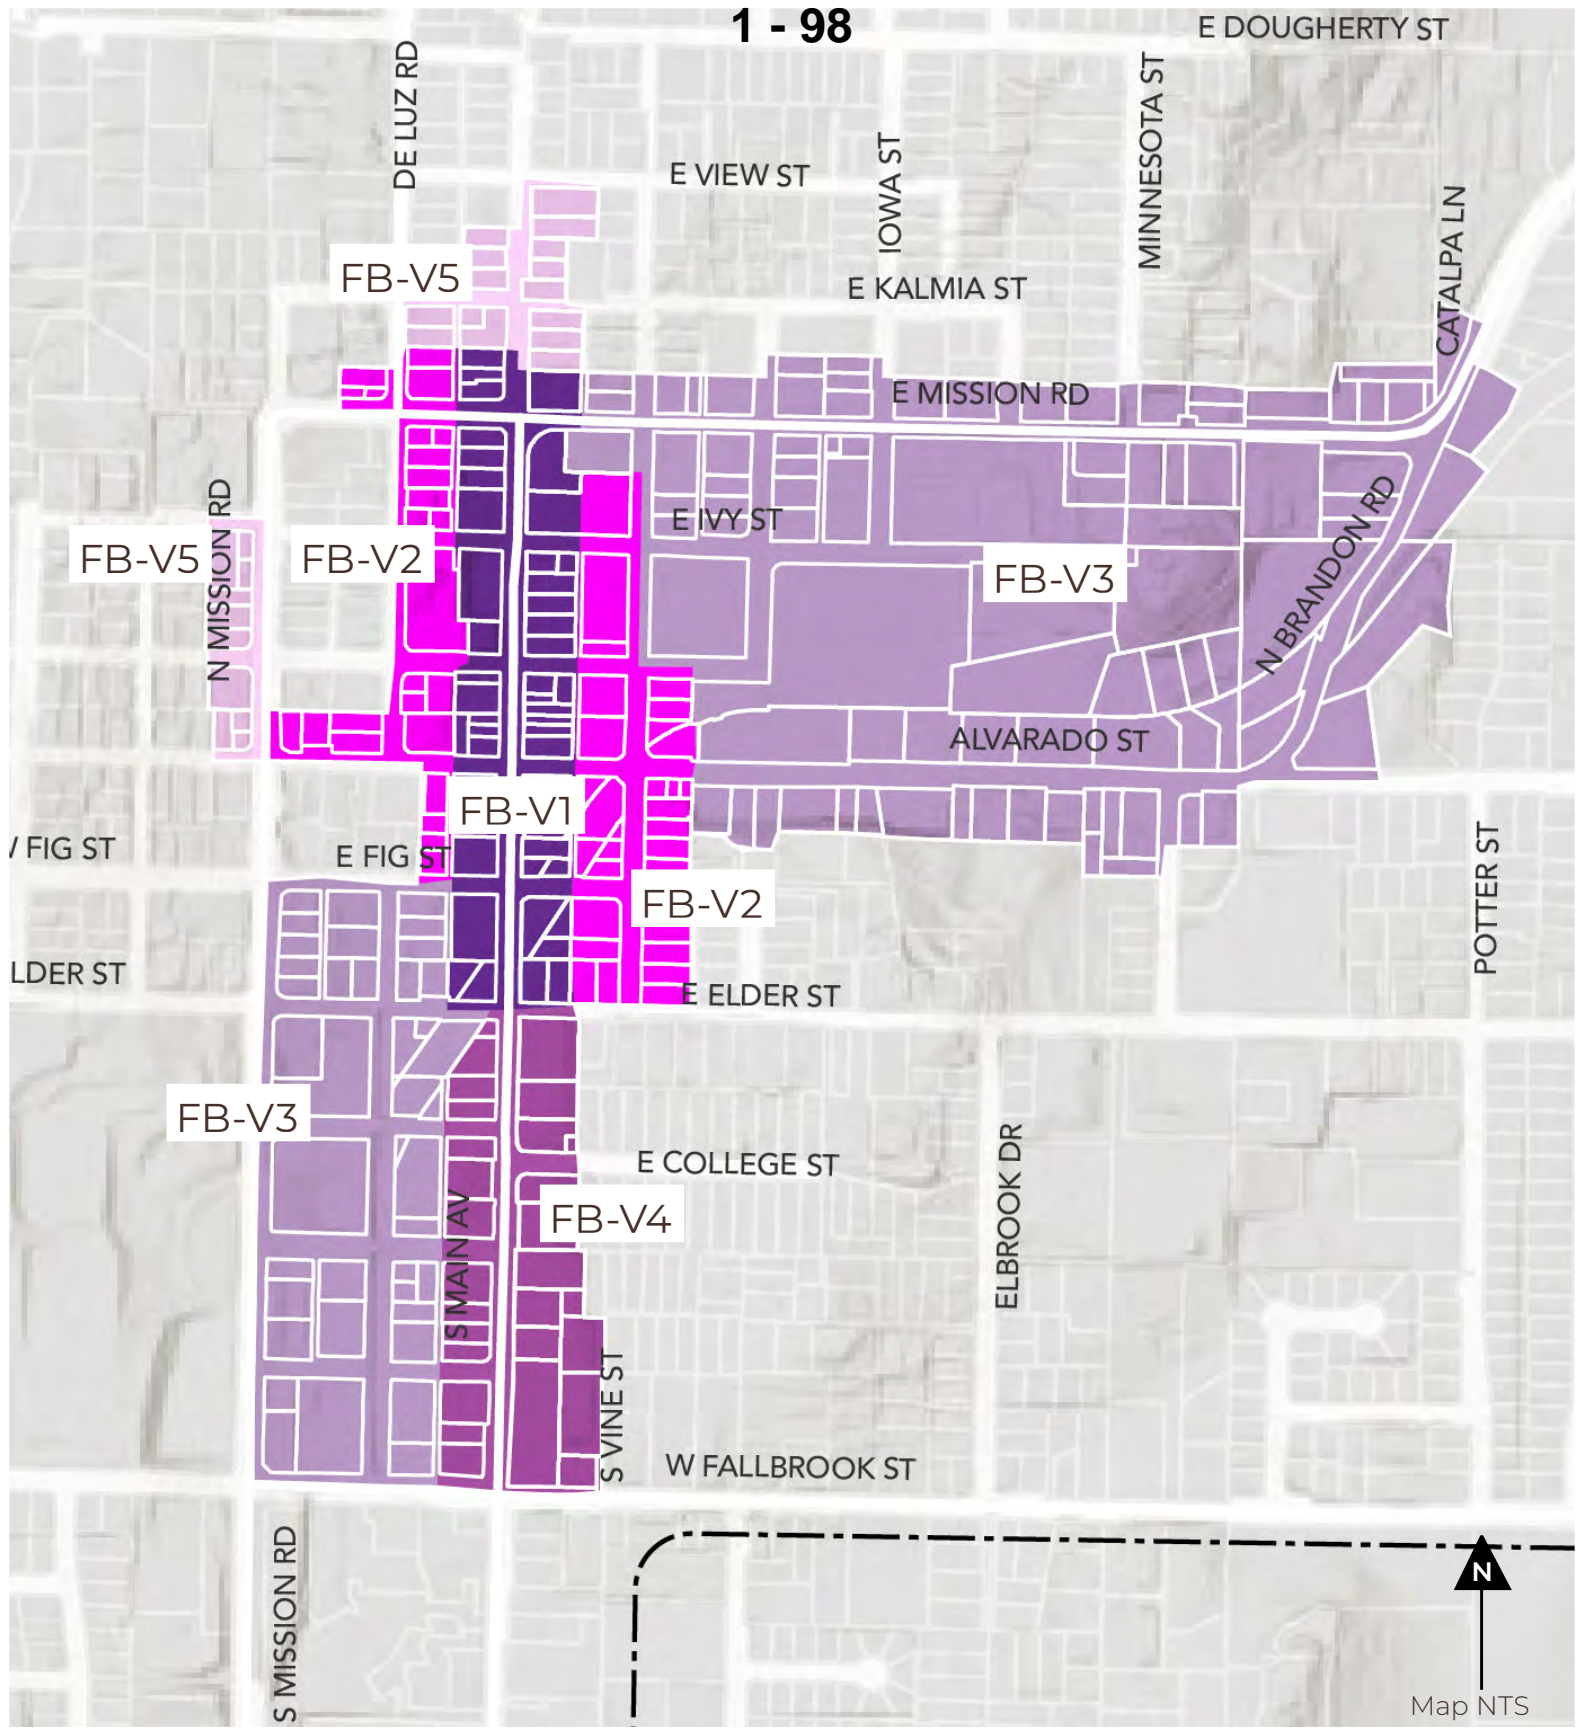 1 - 98
E DOUGHERTY ST
DE LUZ RD
MINNESOTA ST
IOWA ST
E VIEW ST
CATALPA LN
FB-V5
E KALMIA ST
E MISSION RD
N MISSION RD
E IVY ST
N BRANDON RD
FB-V5
FB-V2
FB-V3
ALVARADO ST
FB-V1
W FIG ST
E FIG ST
POTTER ST
FB-V2
LDER ST
E ELDER ST
FB-V3
ELBROOK DR
E COLLEGE ST
S MAIN AV
FB-V4
S VINE ST
W FALLBROOK ST
S MISSION RD
N
Map NTS